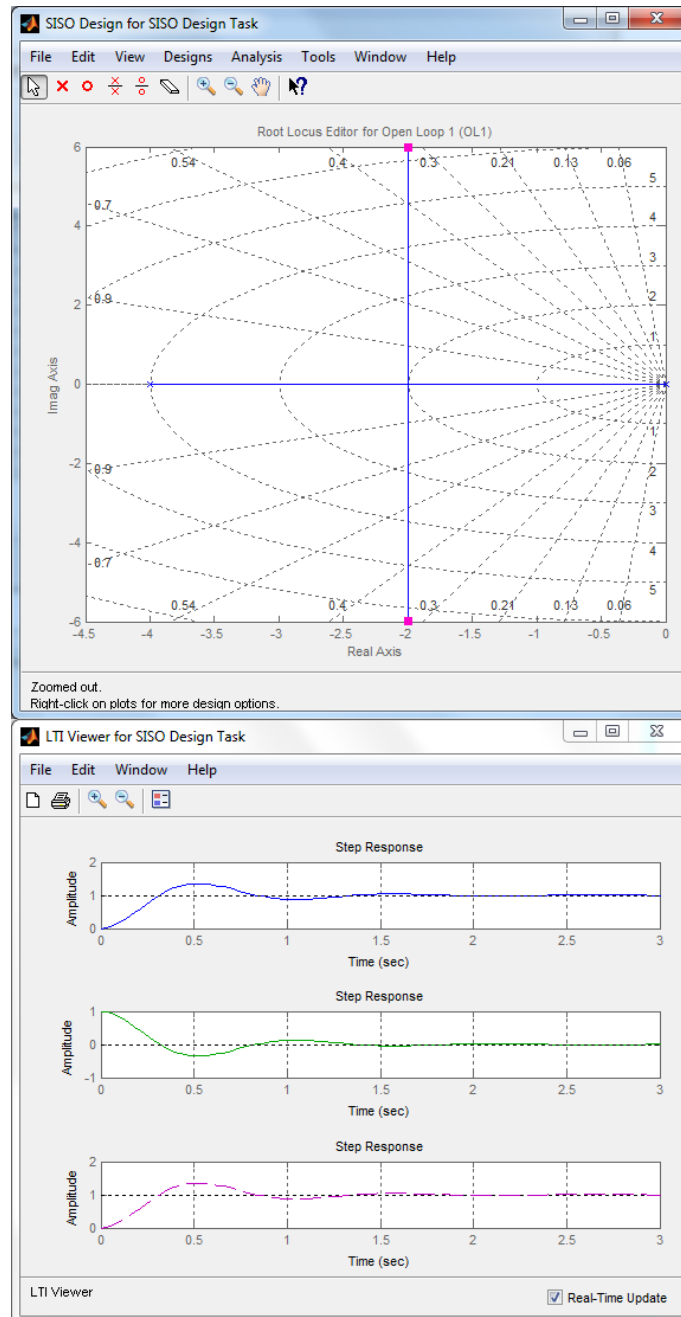 SISO Design for SISO Design Task
File Edit View Designs Analysis Tools Window Help
Root Locus Editor for Open Loop 1 (OL1)
6
0.54 0.4 0.3 0.21 0.13 0.06
5
0.7
4
4
3
2
0.9
2
1
Imag Axis
0
1
-2
0.9
2
3
-4
4
0.7
5
0.54 0.4 0.3 0.21 0.13 0.06
-6
-4.5 -4 -3.5 -3 -2.5 -2 -1.5 -1 -0.5 0
Real Axis
Zoomed out.
Right-click on plots for more design options.
LTI Viewer for SISO Design Task
File Edit Window Help
Step Response
2
1
0
Amplitude
0 0.5 1 1.5 2 2.5 3
Time (sec)
Step Response
1
0
-1
Amplitude
0 0.5 1 1.5 2 2.5 3
Time (sec)
Step Response
2
1
0
Amplitude
0 0.5 1 1.5 2 2.5 3
Time (sec)
LTI Viewer
Real-Time Update